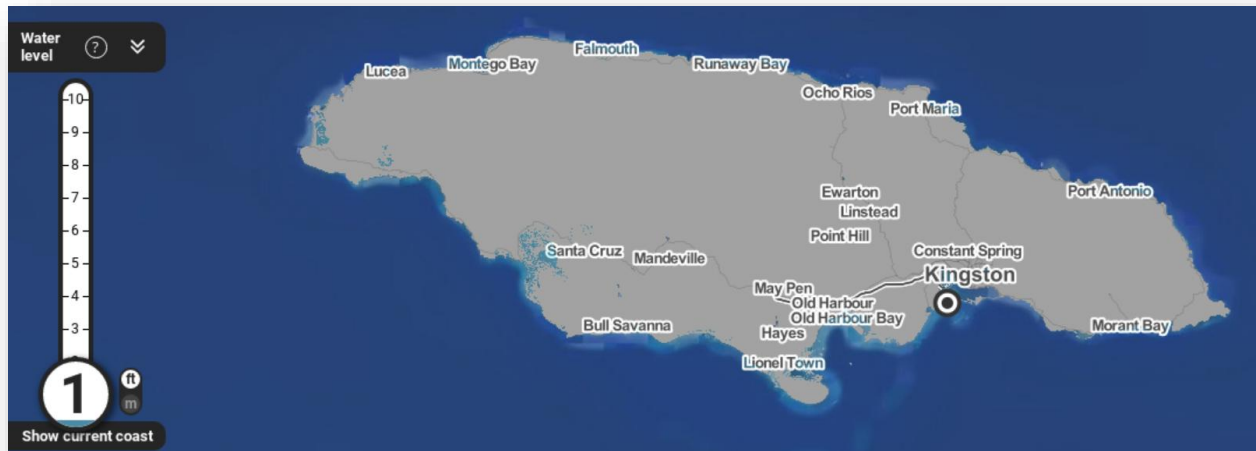 Water
level
?
10
9
8
7
6
5
4
3
1
ft
m
Show current coast
Lucea
Montego Bay
Falmouth
Runaway Bay
Ocho Rios
Port Maria
Ewarton
Linstead
Point Hill
Port Antonio
Santa Cruz
Mandeville
Constant Spring
Kingston
May Pen
Old Harbour
Old Harbour Bay
Bull Savanna
Hayes
Morant Bay
Lionel Town